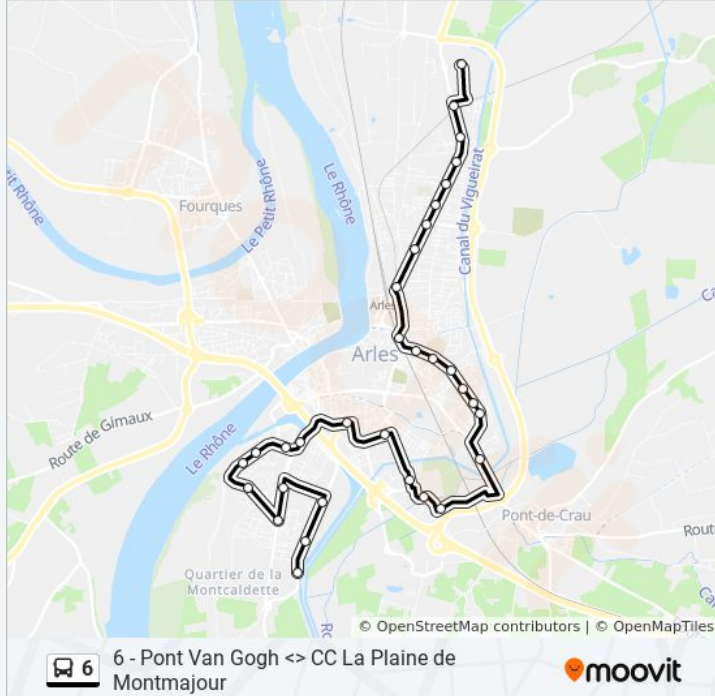 Le Petit Rhône
tit Rhône
Fourques
Le Rhône
Canal du Vigueirat
Arles
Arles
Route de Gimaux
Le Rhône
Pont-de-Crau
Rout
Quartier de la
Montcaldette
© OpenStreetMap contributors | © OpenMapTiles
6
6 - Pont Van Gogh <> CC La Plaine de
Montmajour
moovit